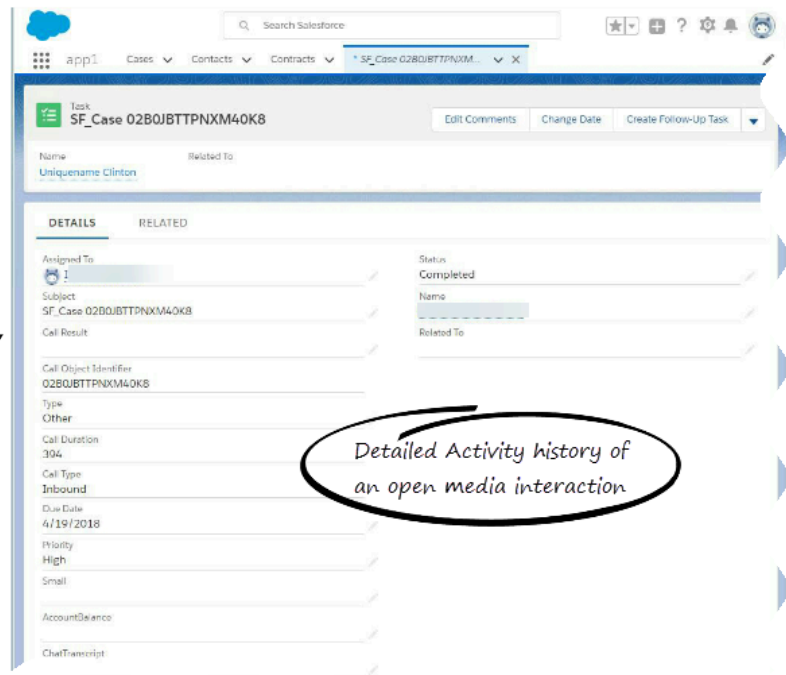 Search Salesforce
app1 Cases Contacts Contracts * SF_Case 02B0JBTTPNXM...
Task
SF_Case 02B0JBTTPNXM40K8
Edit Comments Change Date Create Follow-Up Task
Name Related To
Uniquename Clinton
DETAILS RELATED
Assigned To
Status
Completed
Subject
SF_Case 02B0JBTTPNXM40K8
Name
Call Result
Related To
Call Object Identifier
02B0JBTTPNXM40K8
Type
Other
Call Duration
394
Call Type
Inbound
Due Date
4/19/2018
Priority
High
Small
AccountBalance
ChatTranscript
Detailed Activity history of
an open media interaction